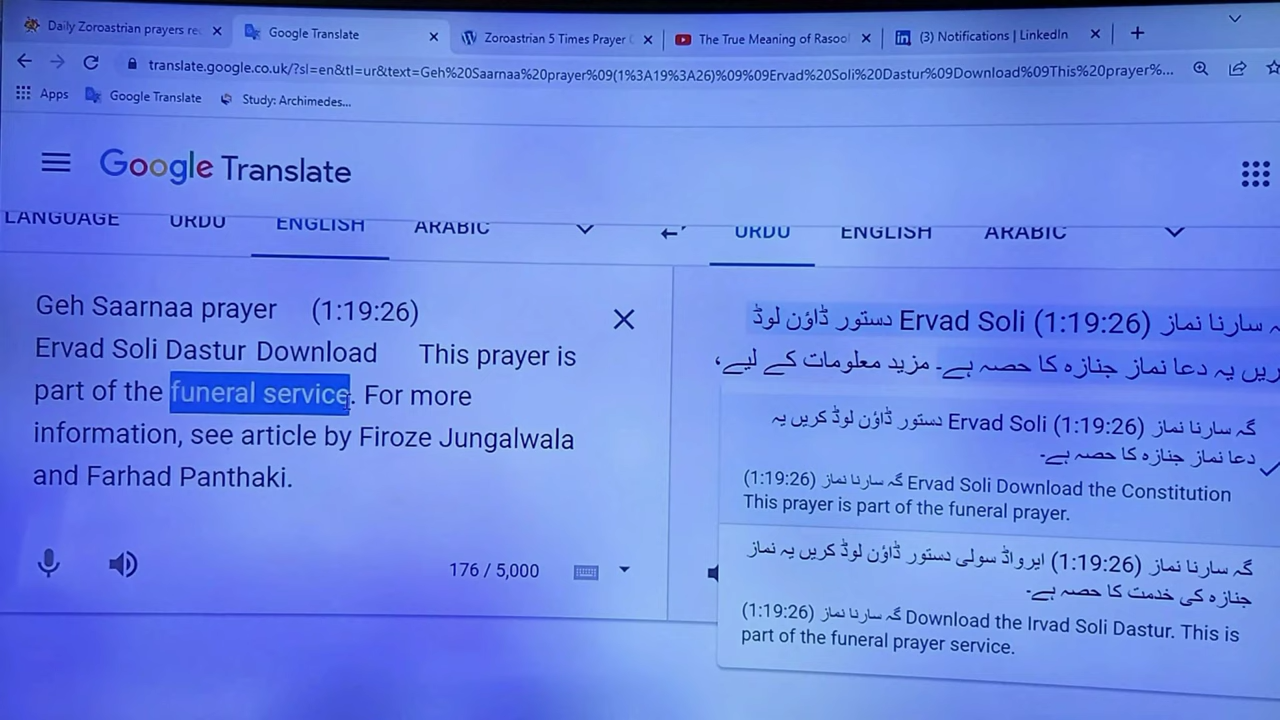 Daily Zoroastrian prayers re
Google Translate
Zoroastrian 5 Times Prayer
The True Meaning of Rasool
(3) Notifications | LinkedIn
translate.google.co.uk/?sl=en&tl=ur&text=Geh%20Saarnaa%20prayer%09(1%3A19%3A26)%09%09Ervad%20Soli%20Dastur%09Download%09This%20prayer%...
Apps
Google Translate
Study: Archimedes...
Google Translate
LANGUAGE URDU ENGLISH ARABIC
URDU ENGLISH ARABIC
Geh Saarnaa prayer (1:19:26)
Ervad Soli Dastur Download This prayer is
part of the funeral service. For more
information, see article by Firoze Jungalwala
and Farhad Panthaki.
176 / 5,000
سارنا نماز (1:19:26) Ervad Soli دستور ڈاؤن لوڈ
یہ دعا نماز جنازہ کا حصہ ہے۔ مزید معلومات کے لیے،
گہ سارنا نماز (1:19:26) Ervad Soli دستور ڈاؤن لوڈ کریں یہ
دعا نماز جنازہ کا حصہ ہے۔
(1:19:26) گہ سارنا نماز Ervad Soli Download the Constitution
This prayer is part of the funeral prayer.
گہ سارنا نماز (1:19:26) ایرواڈ سولی دستور ڈاؤن لوڈ کریں یہ نماز
جنازہ کی خدمت کا حصہ ہے۔
(1:19:26) گہ سارنا نماز Download the Irvad Soli Dastur. This is
part of the funeral prayer service.